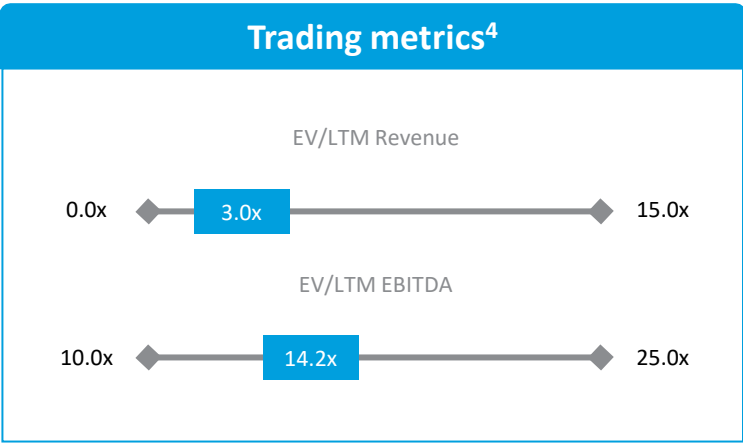 Trading metrics4
EV/LTM Revenue
0.0x 3.0x 15.0x
EV/LTM EBITDA
10.0x 14.2x 25.0x